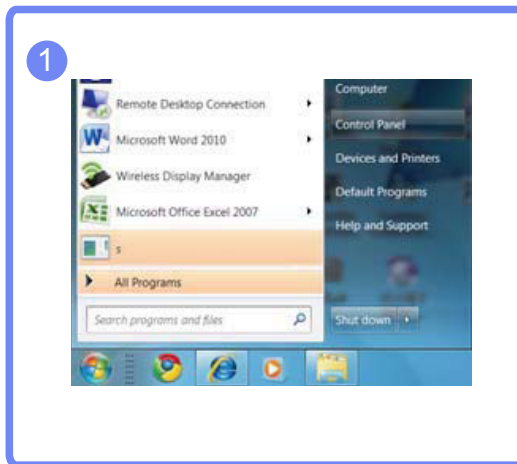 1
Remote Desktop Connection
Microsoft Word 2010
Wireless Display Manager
Microsoft Office Excel 2007
s
All Programs
Search programs and files
Computer
Control Panel
Devices and Printers
Default Programs
Help and Support
Shut down